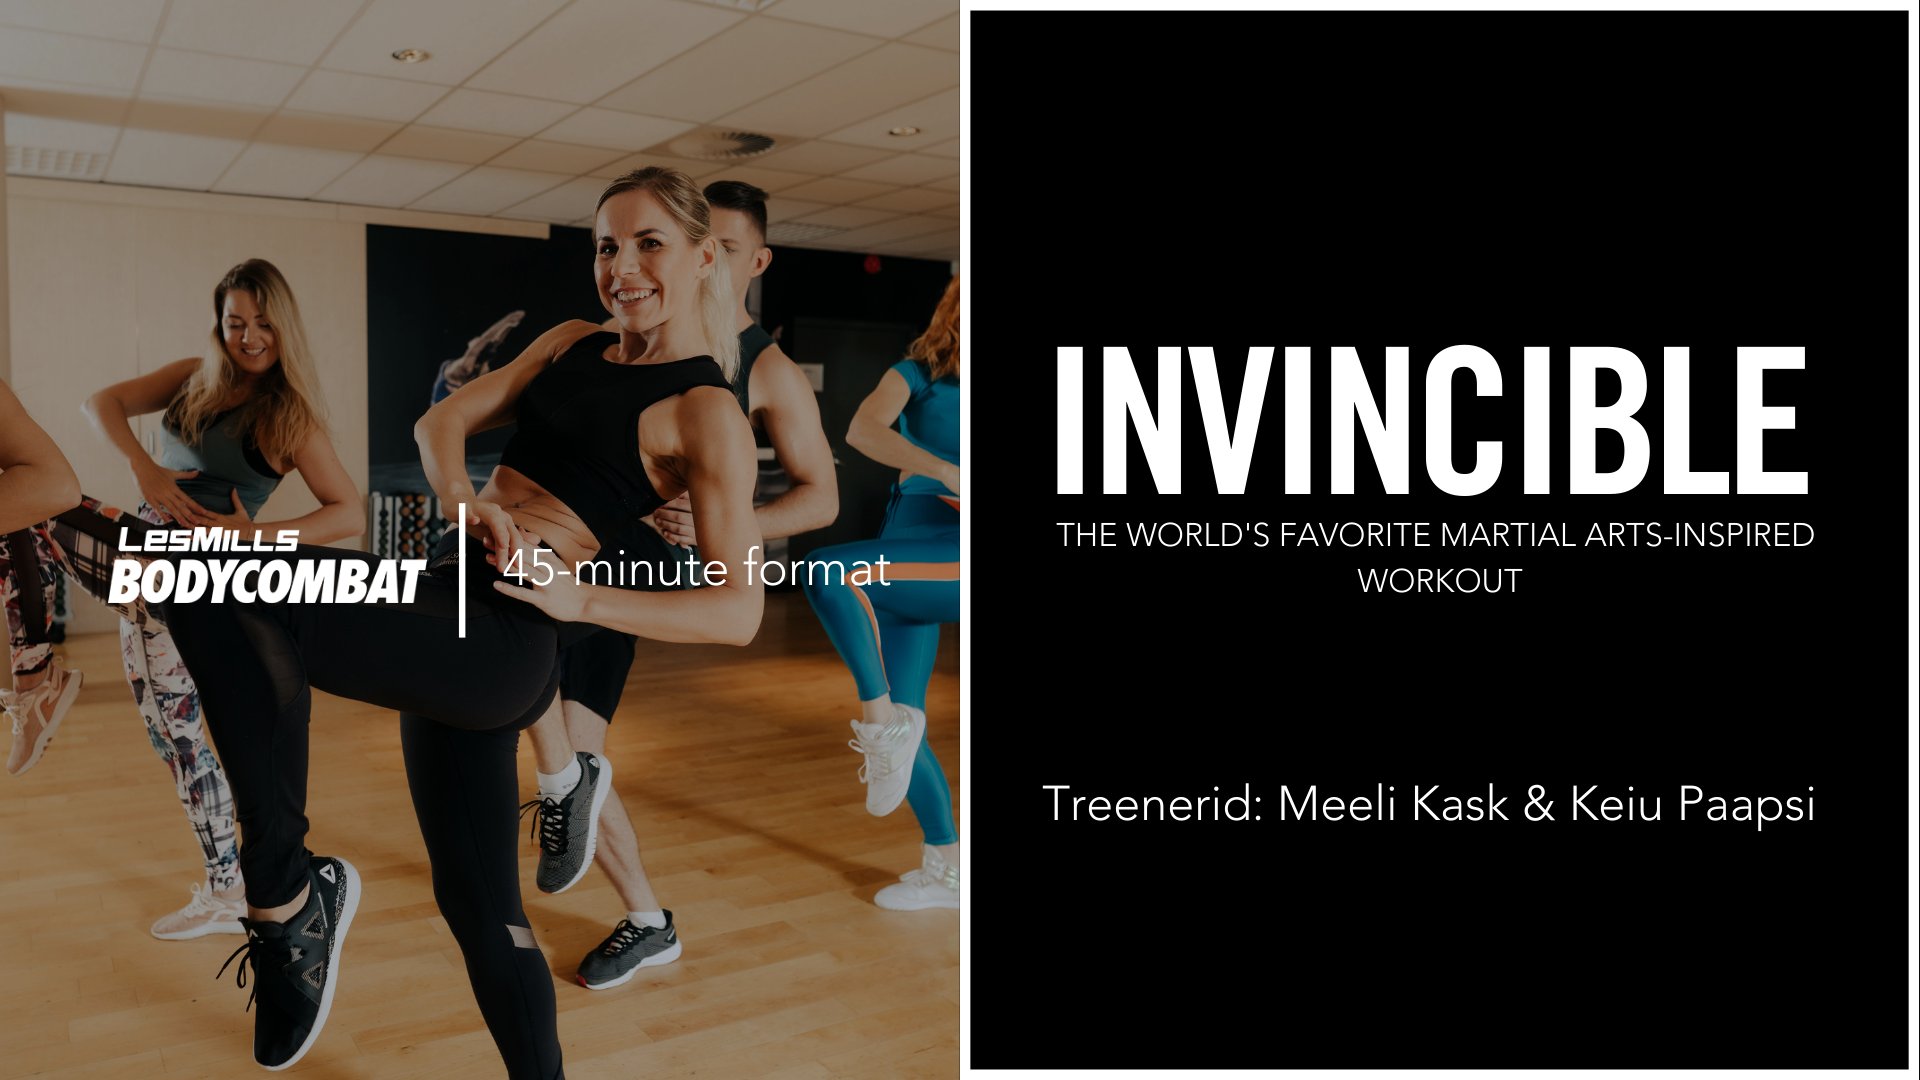 LESMILLS
BODYCOMBAT
45-minute format
INVINCIBLE
THE WORLD'S FAVORITE MARTIAL ARTS-INSPIRED
WORKOUT
Treenerid: Meeli Kask & Keiu Paapsi